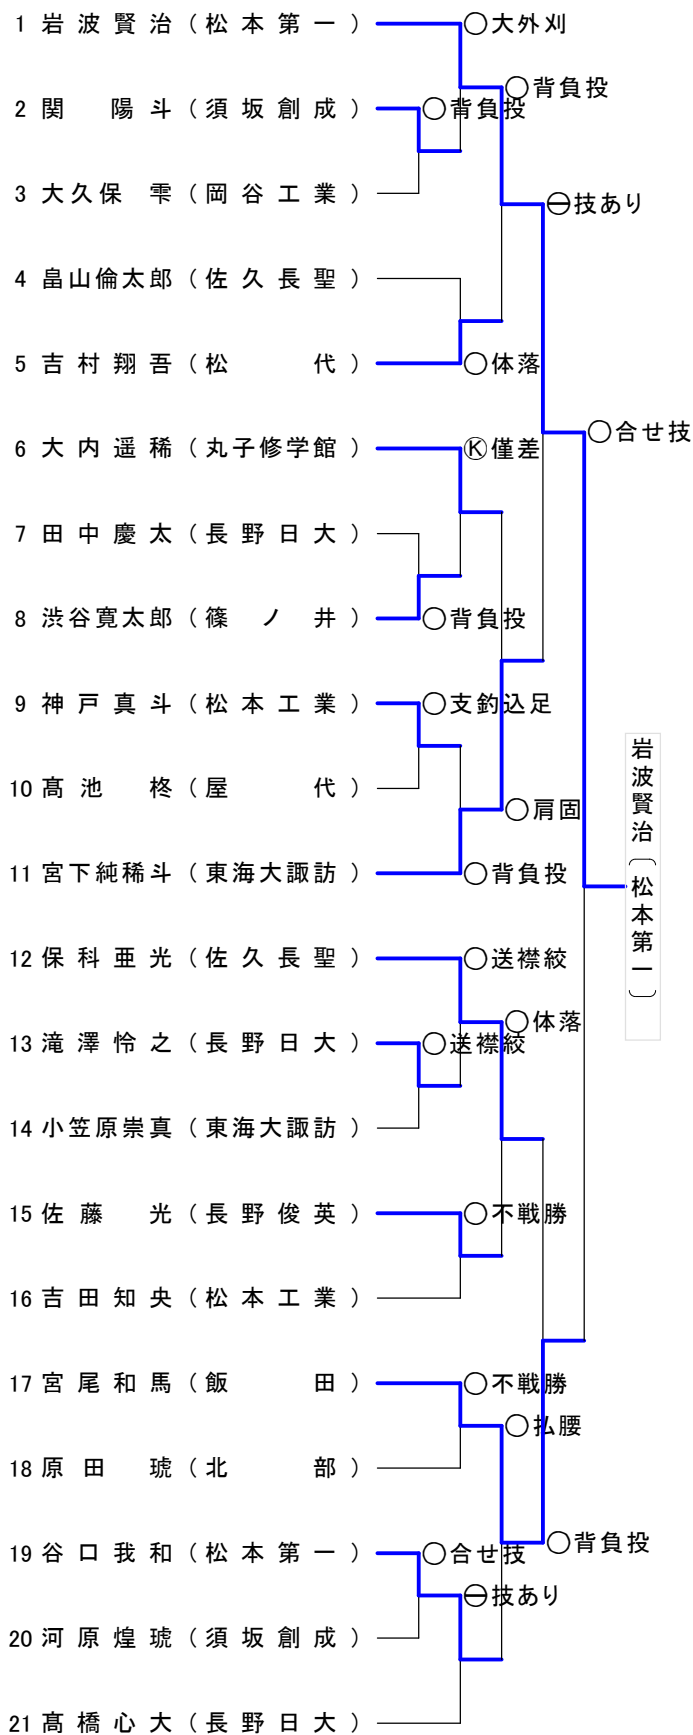 1 岩波賢治(松本第一) ○大外刈
○背負投
2 関 陽斗(須坂創成) ○背負投
3 大久保 雫(岡谷工業)
⊖技あり
4 畠山倫太郎(佐久長聖)
5 吉村翔吾(松代) ○体落
○合せ技
6 大内遥稀(丸子修学館) Ⓚ僅差
7 田中慶太(長野日大)
8 渋谷寛太郎(篠ノ井) ○背負投
9 神戸真斗(松本工業) ○支釣込足
10 髙池 柊(屋代)
○肩固
11 宮下純稀斗(東海大諏訪) ○背負投
岩波賢治(松本第一)
12 保科亜光(佐久長聖) ○送襟絞
○体落
13 滝澤怜之(長野日大) ○送襟絞
14 小笠原崇真(東海大諏訪)
15 佐藤 光(長野俊英) ○不戦勝
16 吉田知央(松本工業)
17 宮尾和馬(飯田) ○不戦勝
○払腰
18 原田 琥(北部)
○背負投
19 谷口我和(松本第一) ○合せ技
⊖技あり
20 河原煌琥(須坂創成)
21 髙橋心大(長野日大)